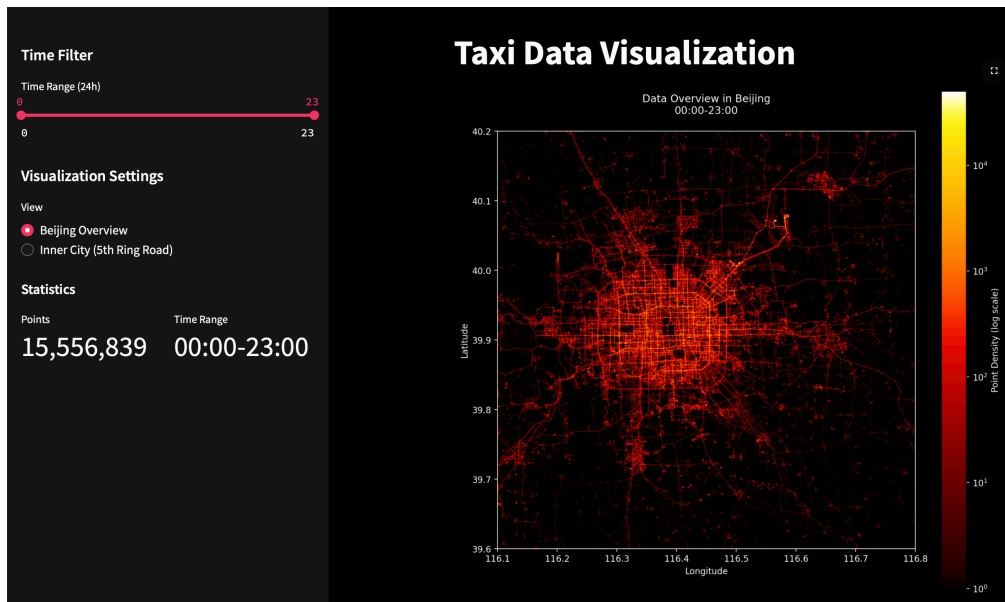 Time Filter
Time Range (24h)
0 23
0 23
Visualization Settings
View
Beijing Overview
Inner City (5th Ring Road)
Statistics
Points Time Range
15,556,839 00:00-23:00
Taxi Data Visualization
Data Overview in Beijing
00:00-23:00
40.2
40.1
40.0
39.9
39.8
39.7
39.6
Latitude
116.1 116.2 116.3 116.4 116.5 116.6 116.7 116.8
Longitude
10⁴
10³
10²
10¹
10⁰
Point Density (log scale)